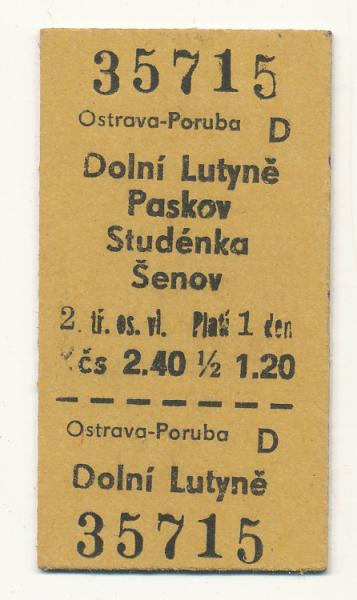 35715
Ostrava-Poruba D
Dolní Lutyně
Paskov
Studénka
Šenov
2. tř. os. vl. Platí 1 den
Kčs 2.40 ½ 1.20
Ostrava-Poruba D
Dolní Lutyně
35715